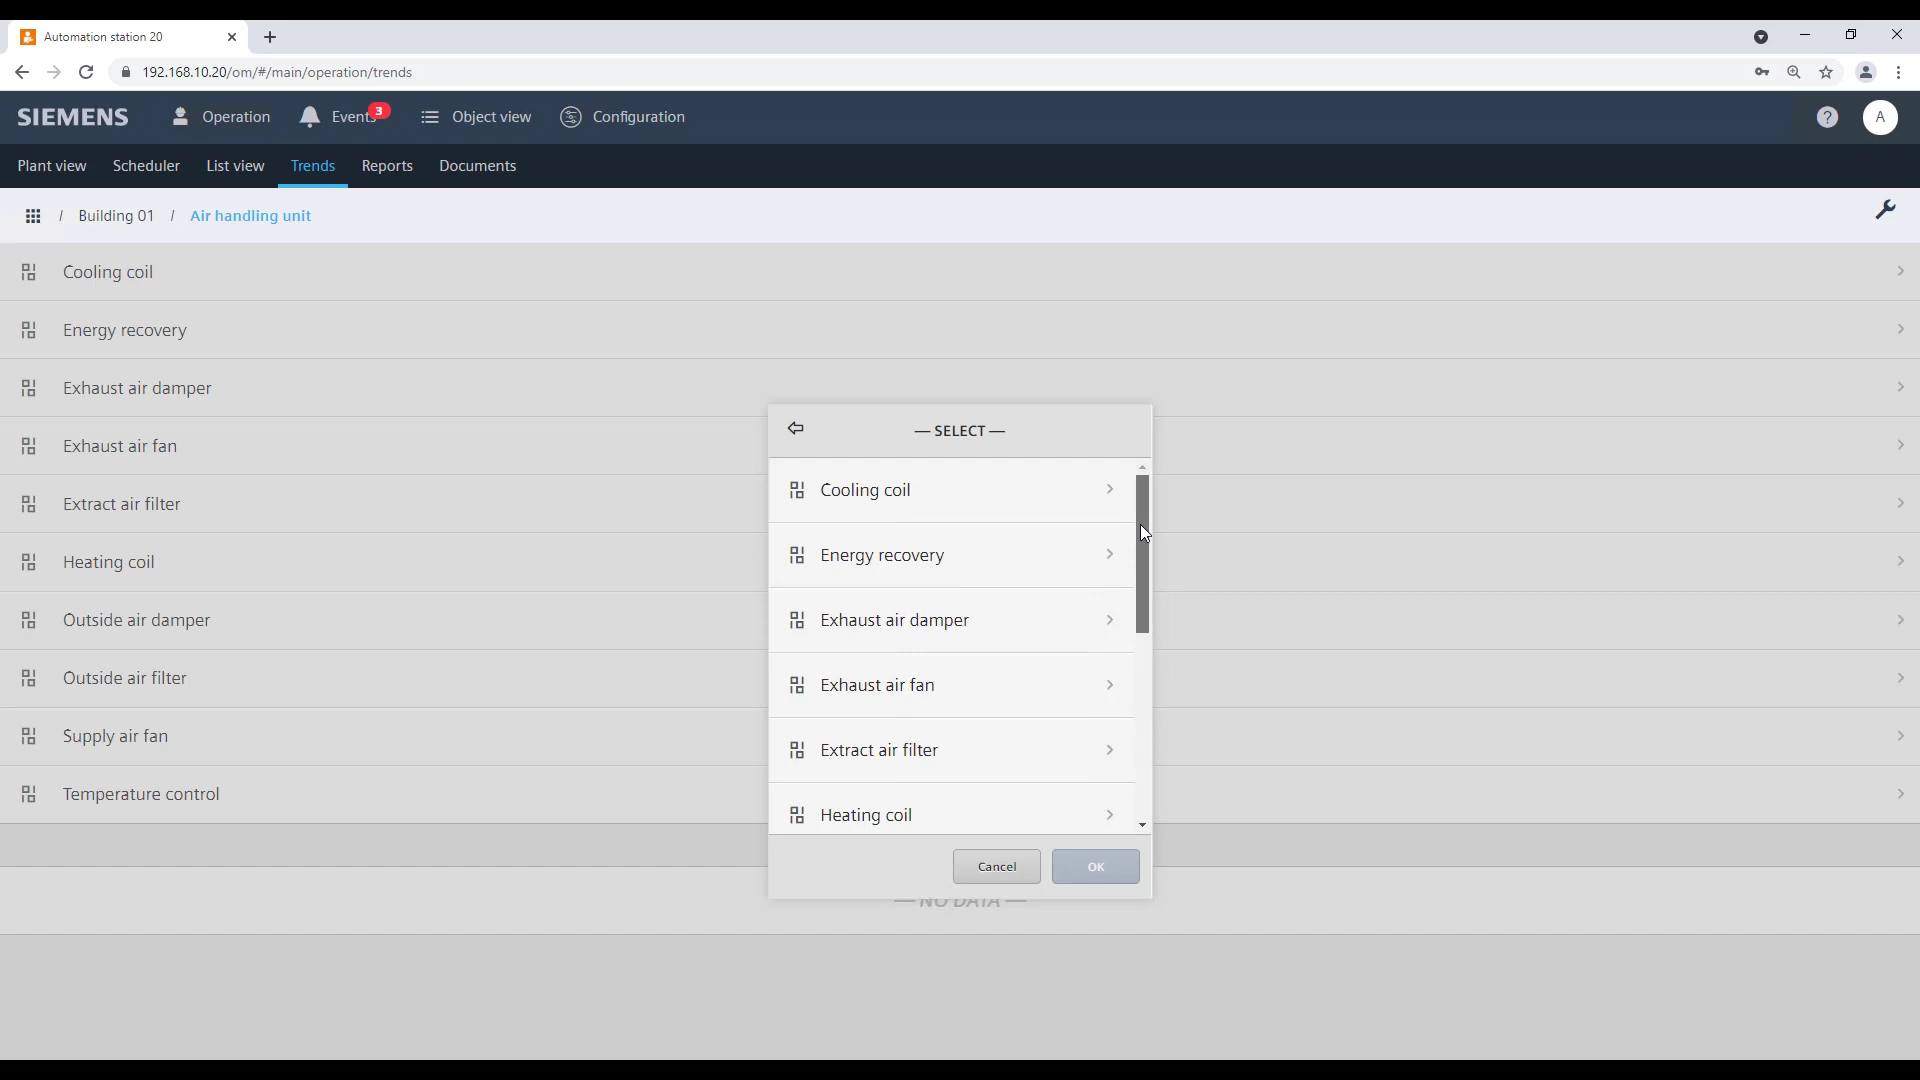 Automation station 20
192.168.10.20/om/#/main/operation/trends
SIEMENS Operation Events 3 Object view Configuration ? A
Plant view Scheduler List view Trends Reports Documents
/ Building 01 / Air handling unit
Cooling coil
Energy recovery
Exhaust air damper
Exhaust air fan
Extract air filter
Heating coil
Outside air damper
Outside air filter
Supply air fan
Temperature control
— SELECT —
Cooling coil
Energy recovery
Exhaust air damper
Exhaust air fan
Extract air filter
Heating coil
Cancel OK
— NO DATA —